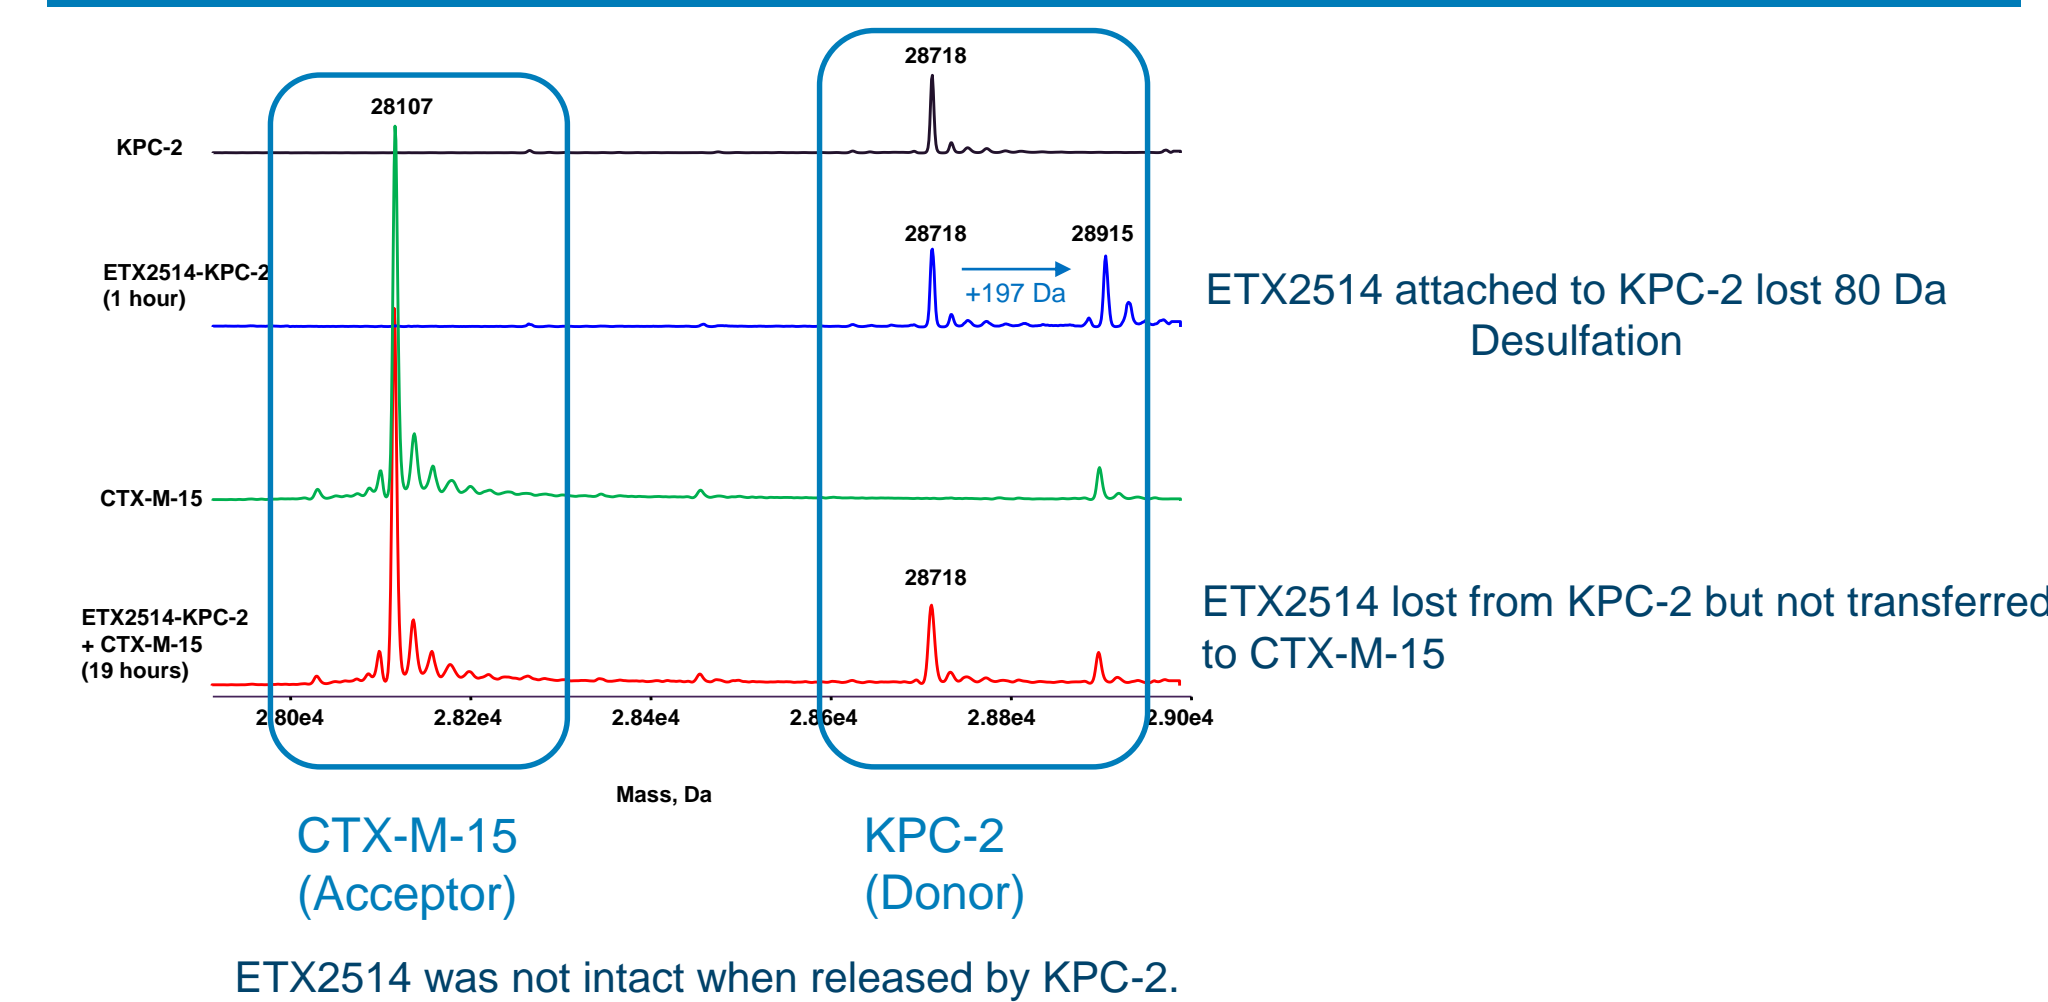 28718
28107
KPC-2
28718
28915
ETX2514-KPC-2
(1 hour)
+197 Da
ETX2514 attached to KPC-2 lost 80 Da
Desulfation
CTX-M-15
28718
ETX2514-KPC-2
+ CTX-M-15
(19 hours)
ETX2514 lost from KPC-2 but not transferred
to CTX-M-15
2.80e4
2.82e4
2.84e4
2.86e4
2.88e4
2.90e4
Mass, Da
CTX-M-15
(Acceptor)
KPC-2
(Donor)
ETX2514 was not intact when released by KPC-2.